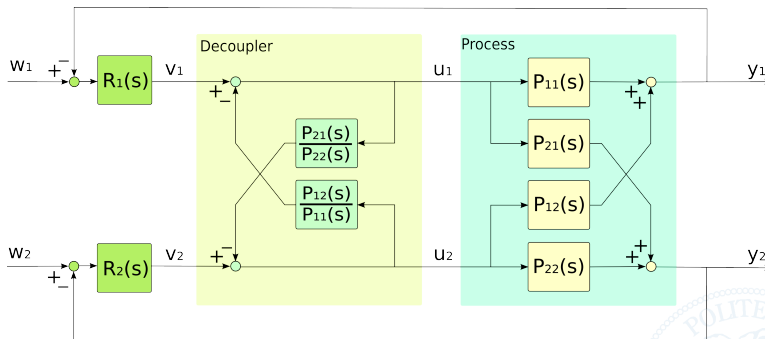 Decoupler
Process
w1
+
−
R1(s)
v1
+
−
u1
P11(s)
+
+
y1
P21(s)
P22(s)
P21(s)
P12(s)
P11(s)
P12(s)
w2
+
−
R2(s)
v2
+
−
u2
P22(s)
+
+
y2
POLITE